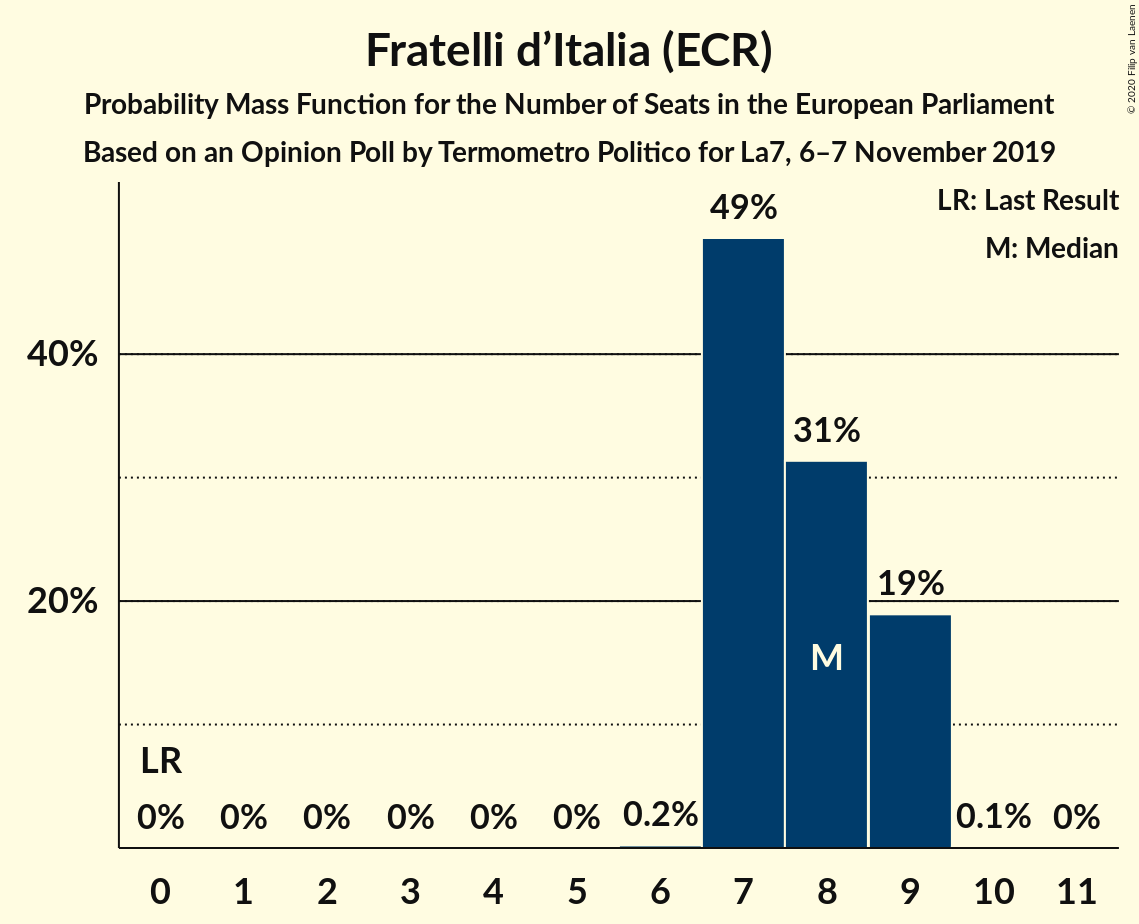 Fratelli d’Italia (ECR)
Probability Mass Function for the Number of Seats in the European Parliament
Based on an Opinion Poll by Termometro Politico for La7, 6–7 November 2019
© 2020 Filip van Laenen
LR: Last Result
M: Median
49%
40%
31%
20%
19%
M
LR
0% 0% 0% 0% 0% 0% 0.2% 0.1% 0%
0 1 2 3 4 5 6 7 8 9 10 11